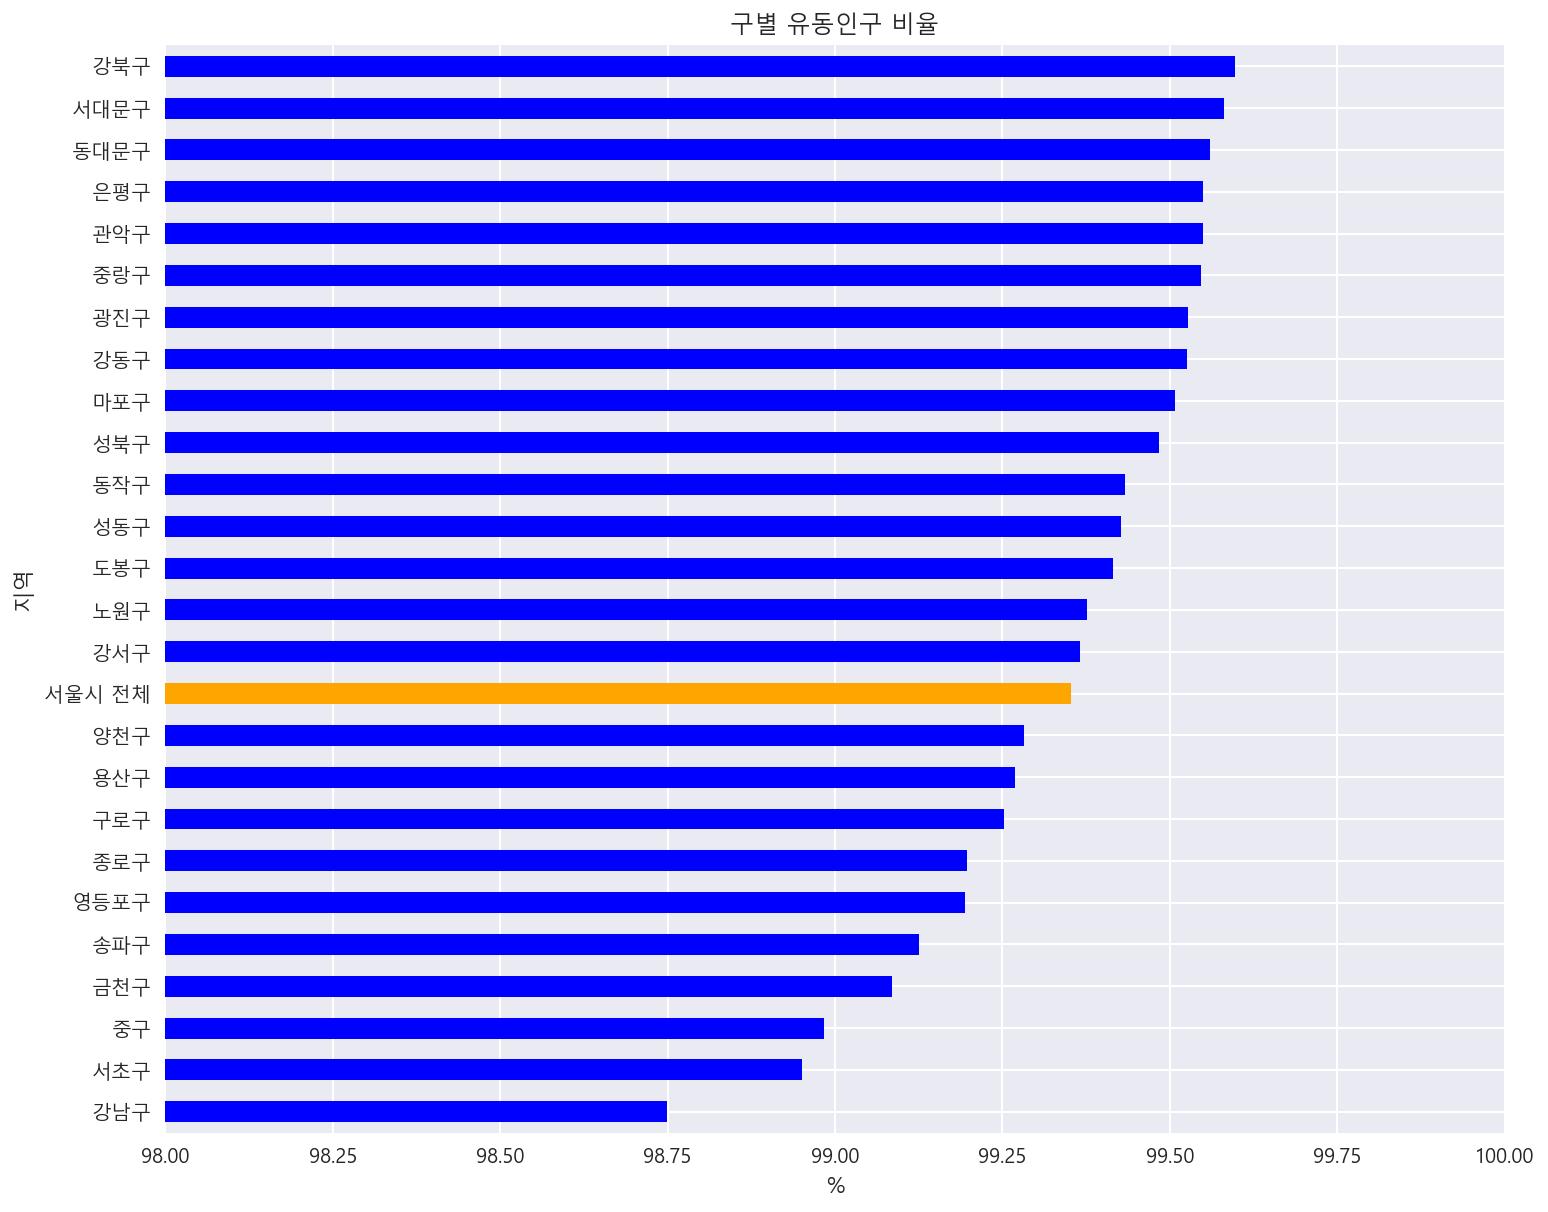 구별 유동인구 비율
강북구
서대문구
동대문구
은평구
관악구
중랑구
광진구
강동구
마포구
성북구
동작구
성동구
도봉구
노원구
강서구
서울시 전체
양천구
용산구
구로구
종로구
영등포구
송파구
금천구
중구
서초구
강남구
지역
98.00 98.25 98.50 98.75 99.00 99.25 99.50 99.75 100.00
%